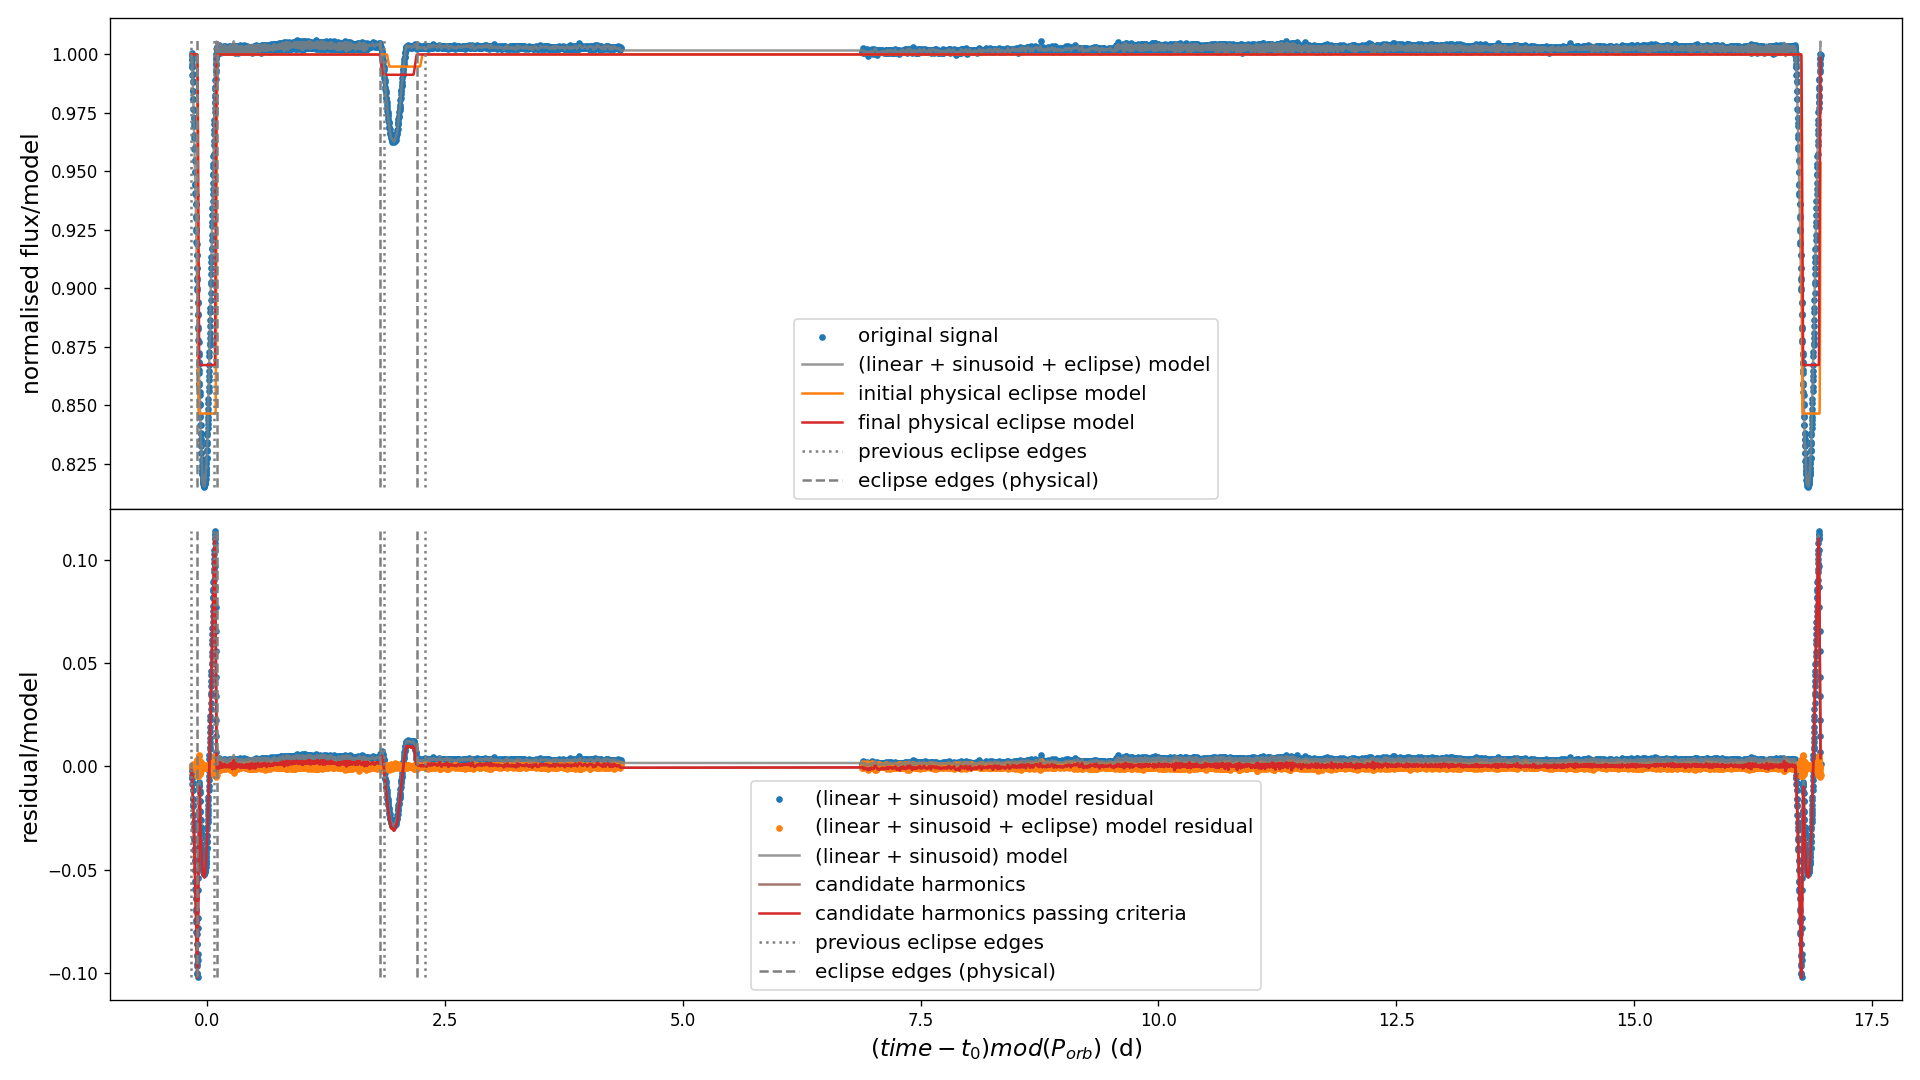 normalised flux/model
1.000
0.975
0.950
0.925
0.900
0.875
0.850
0.825
original signal
(linear + sinusoid + eclipse) model
initial physical eclipse model
final physical eclipse model
previous eclipse edges
eclipse edges (physical)
residual/model
0.10
0.05
0.00
−0.05
−0.10
(linear + sinusoid) model residual
(linear + sinusoid + eclipse) model residual
(linear + sinusoid) model
candidate harmonics
candidate harmonics passing criteria
previous eclipse edges
eclipse edges (physical)
0.0 2.5 5.0 7.5 10.0 12.5 15.0 17.5
(time − t₀)mod(Pₒᵣb) (d)